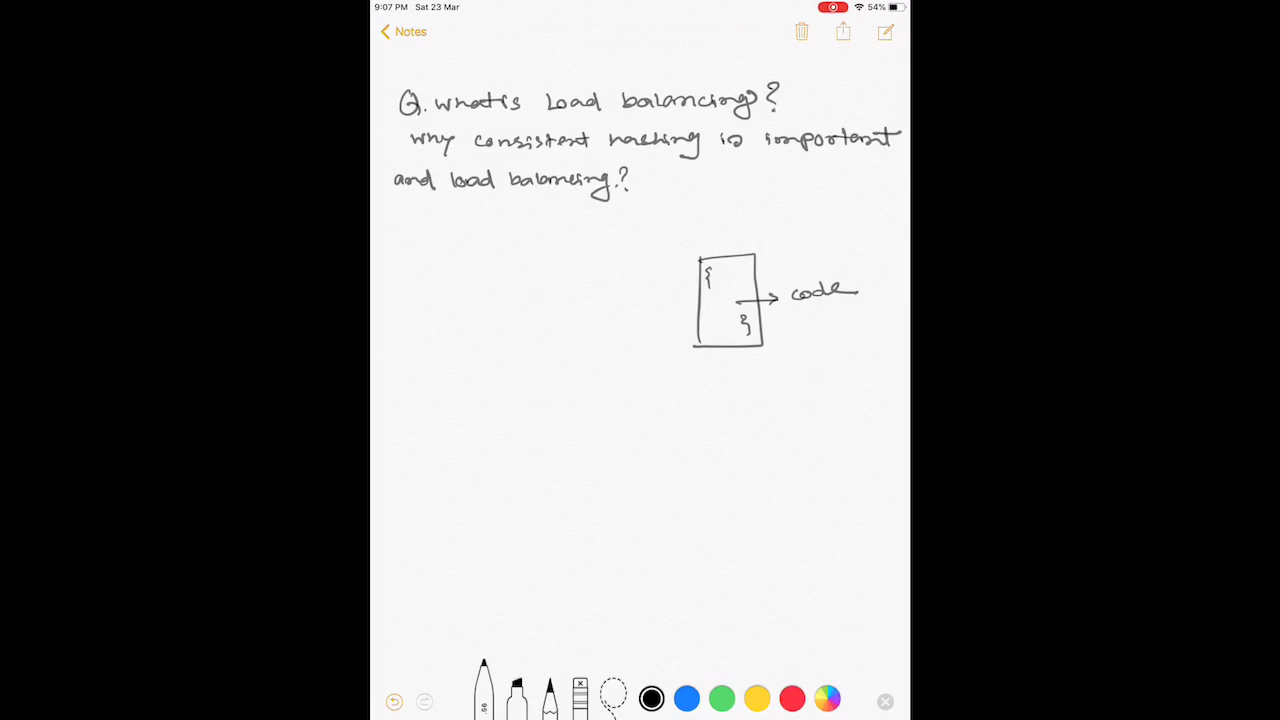 9:07 PM Sat 23 Mar
54%
Notes
Q. What is Load balancing?
Why consistent hashing is important
and load balancing.?
{
code
}
.56